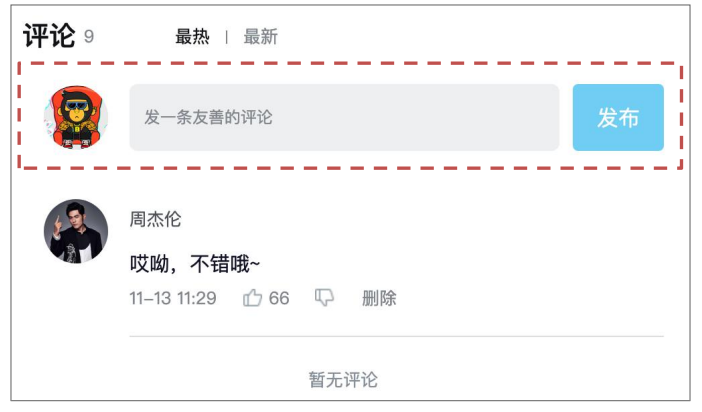 评论 9 最热 | 最新
发一条友善的评论 发布
周杰伦
哎呦，不错哦~
11-13 11:29 66 删除
暂无评论